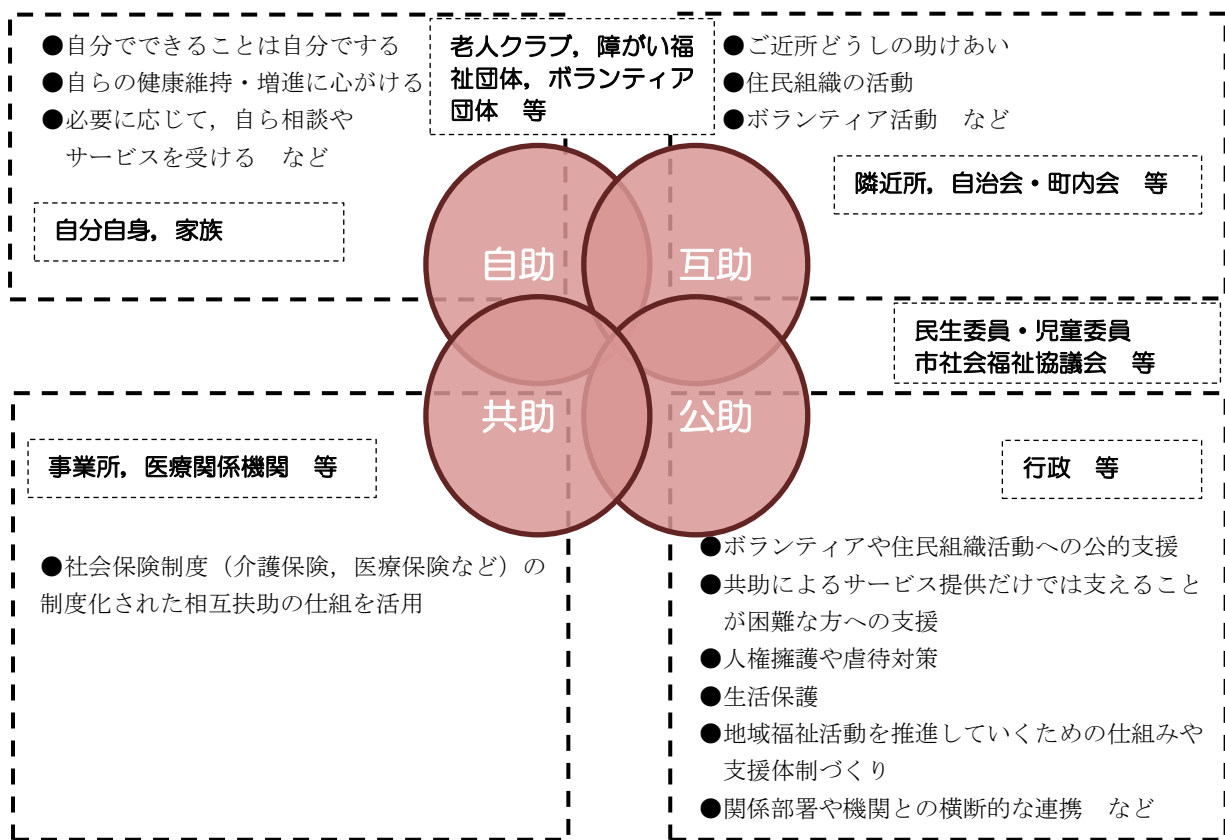 ●自分でできることは自分でする
●自らの健康維持・増進に心がける
●必要に応じて，自ら相談や
サービスを受ける　など
自分自身，家族
老人クラブ，障がい福
祉団体，ボランティア
団体　等
●ご近所どうしの助けあい
●住民組織の活動
●ボランティア活動　など
隣近所，自治会・町内会　等
自助
互助
民生委員・児童委員
市社会福祉協議会　等
共助
公助
事業所，医療関係機関　等
●社会保険制度（介護保険，医療保険など）の
制度化された相互扶助の仕組を活用
行政　等
●ボランティアや住民組織活動への公的支援
●共助によるサービス提供だけでは支えること
が困難な方への支援
●人権擁護や虐待対策
●生活保護
●地域福祉活動を推進していくための仕組みや
支援体制づくり
●関係部署や機関との横断的な連携　など